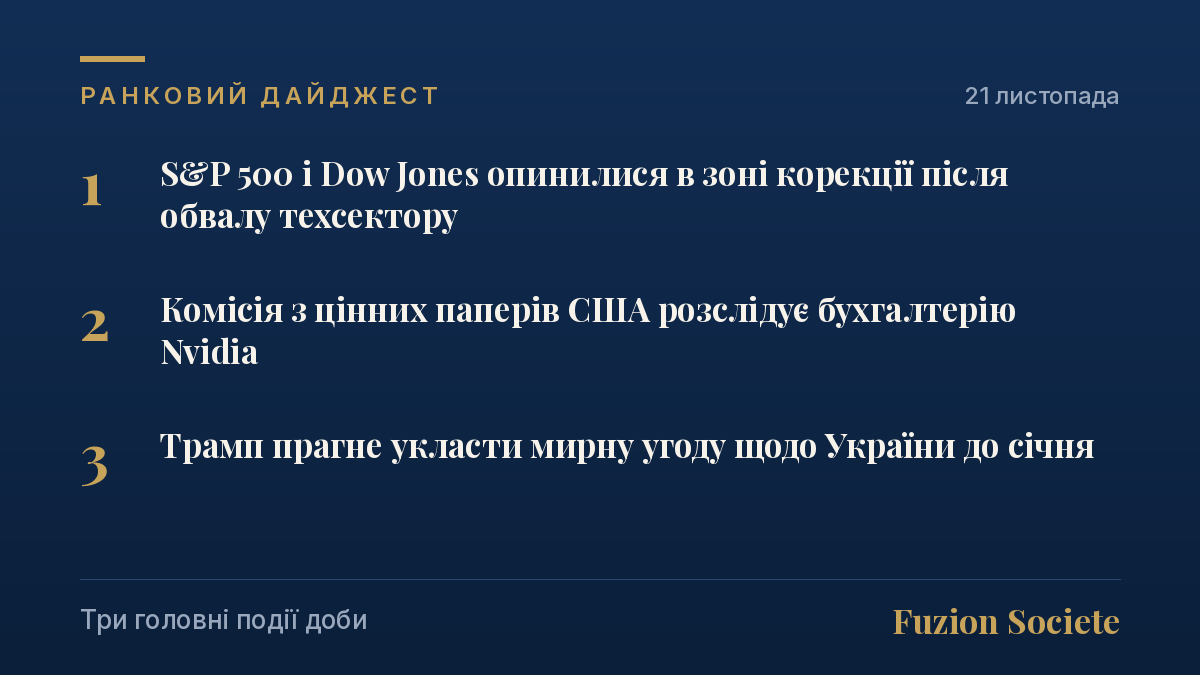 РАНКОВИЙ ДАЙДЖЕСТ
21 листопада
1
S&P 500 і Dow Jones опинилися в зоні корекції після
обвалу техсектору
2
Комісія з цінних паперів США розслідує бухгалтерію
Nvidia
3
Трамп прагне укласти мирну угоду щодо України до січня
Три головні події доби
Fuzion Societe